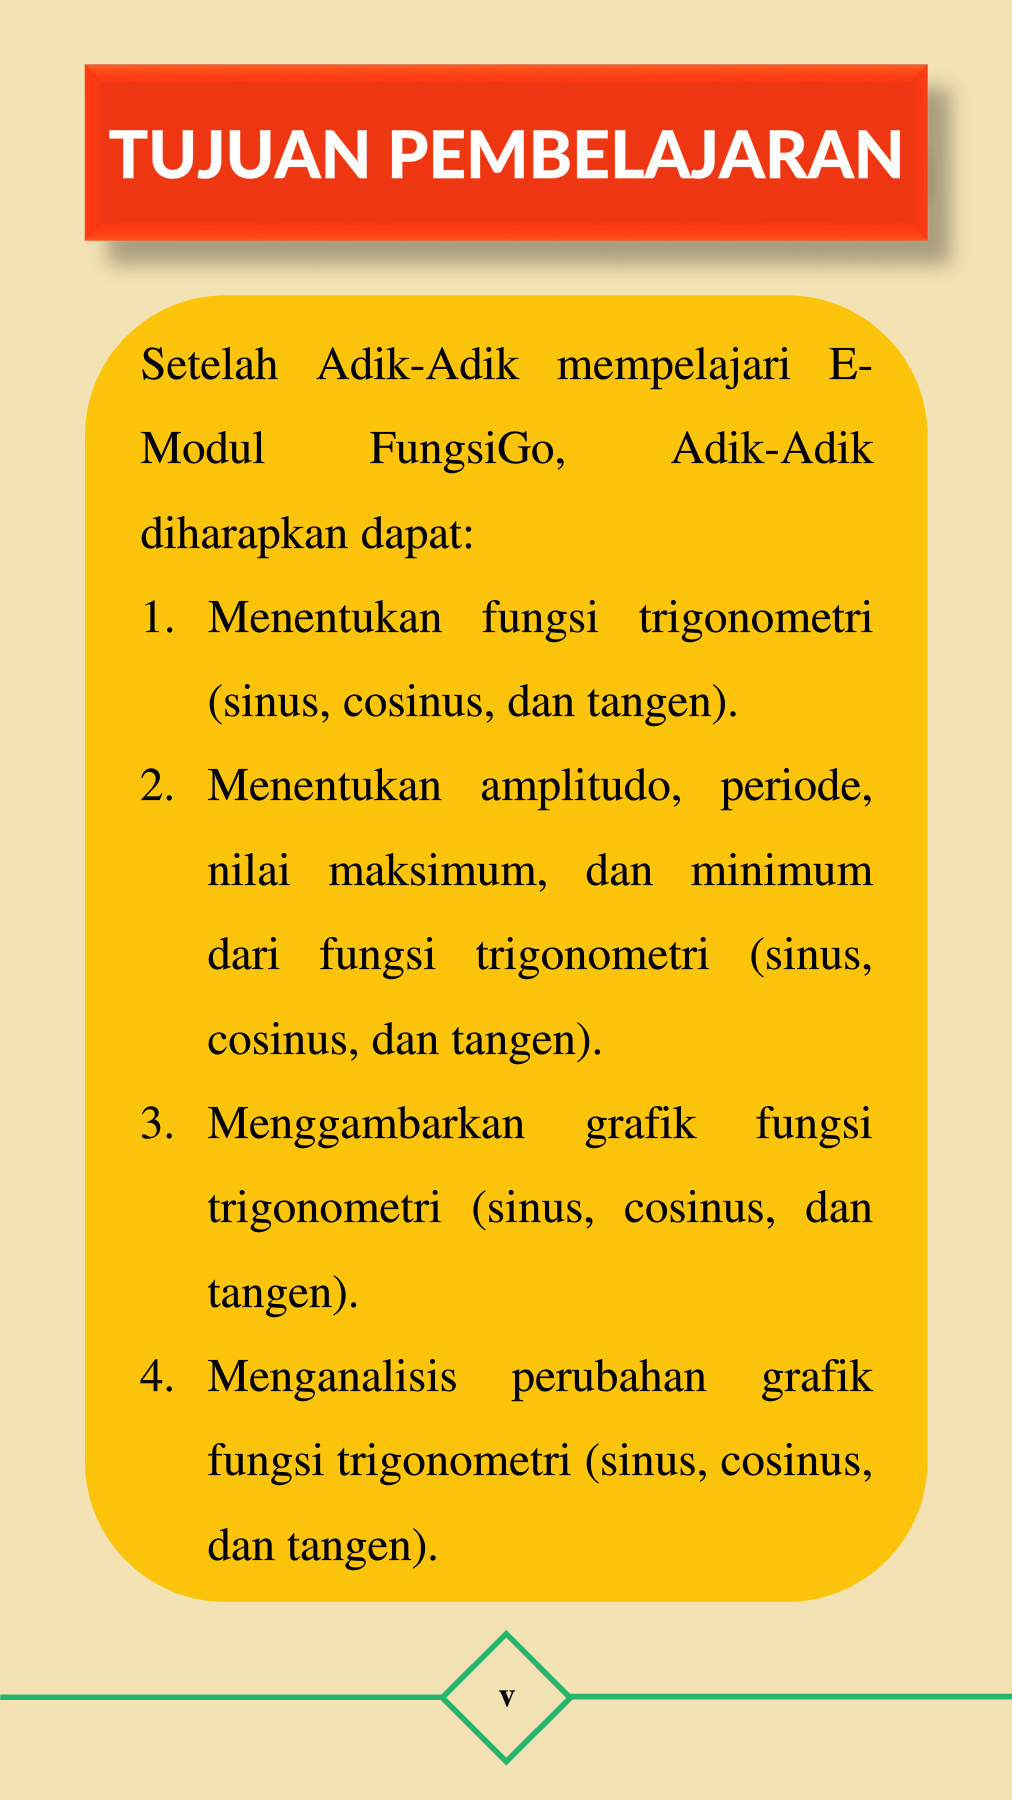 TUJUAN PEMBELAJARAN
Setelah Adik-Adik mempelajari E-
Modul FungsiGo, Adik-Adik
diharapkan dapat:
1. Menentukan fungsi trigonometri
(sinus, cosinus, dan tangen).
2. Menentukan amplitudo, periode,
nilai maksimum, dan minimum
dari fungsi trigonometri (sinus,
cosinus, dan tangen).
3. Menggambarkan grafik fungsi
trigonometri (sinus, cosinus, dan
tangen).
4. Menganalisis perubahan grafik
fungsi trigonometri (sinus, cosinus,
dan tangen).
v